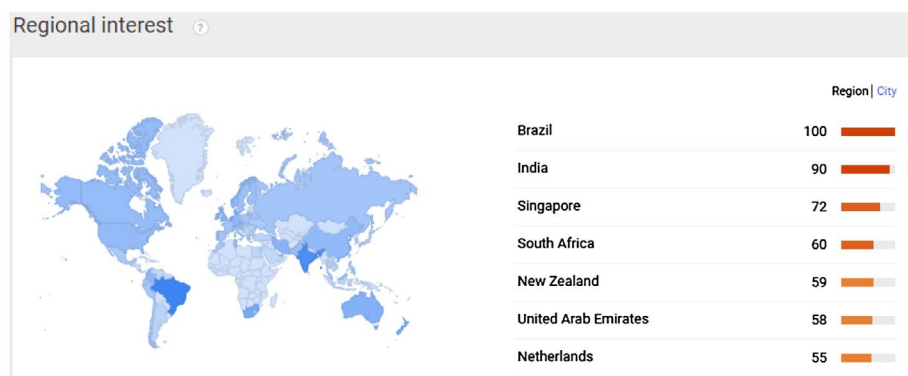 Regional interest ?
Region | City
Brazil 100
India 90
Singapore 72
South Africa 60
New Zealand 59
United Arab Emirates 58
Netherlands 55